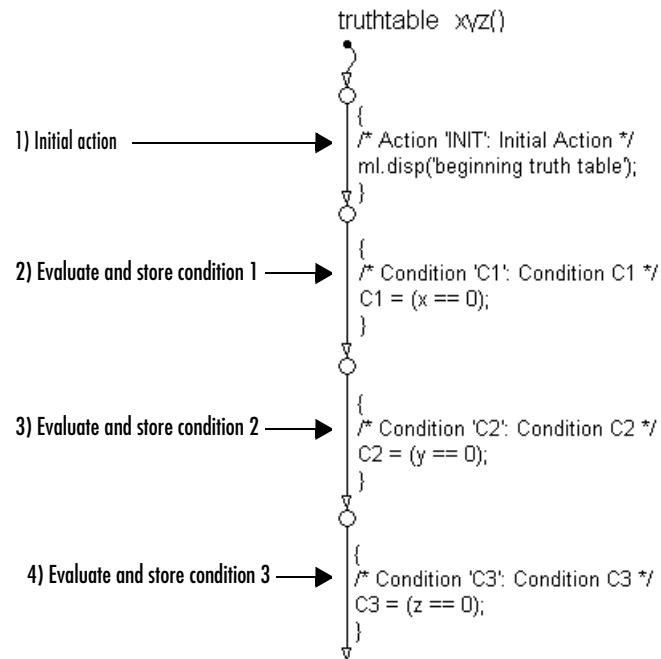 truthtable xyz()
{
1) Initial action
/* Action 'INIT': Initial Action */
ml.disp('beginning truth table');
}
{
2) Evaluate and store condition 1
/* Condition 'C1': Condition C1 */
C1 = (x == 0);
}
{
3) Evaluate and store condition 2
/* Condition 'C2': Condition C2 */
C2 = (y == 0);
}
{
4) Evaluate and store condition 3
/* Condition 'C3': Condition C3 */
C3 = (z == 0);
}